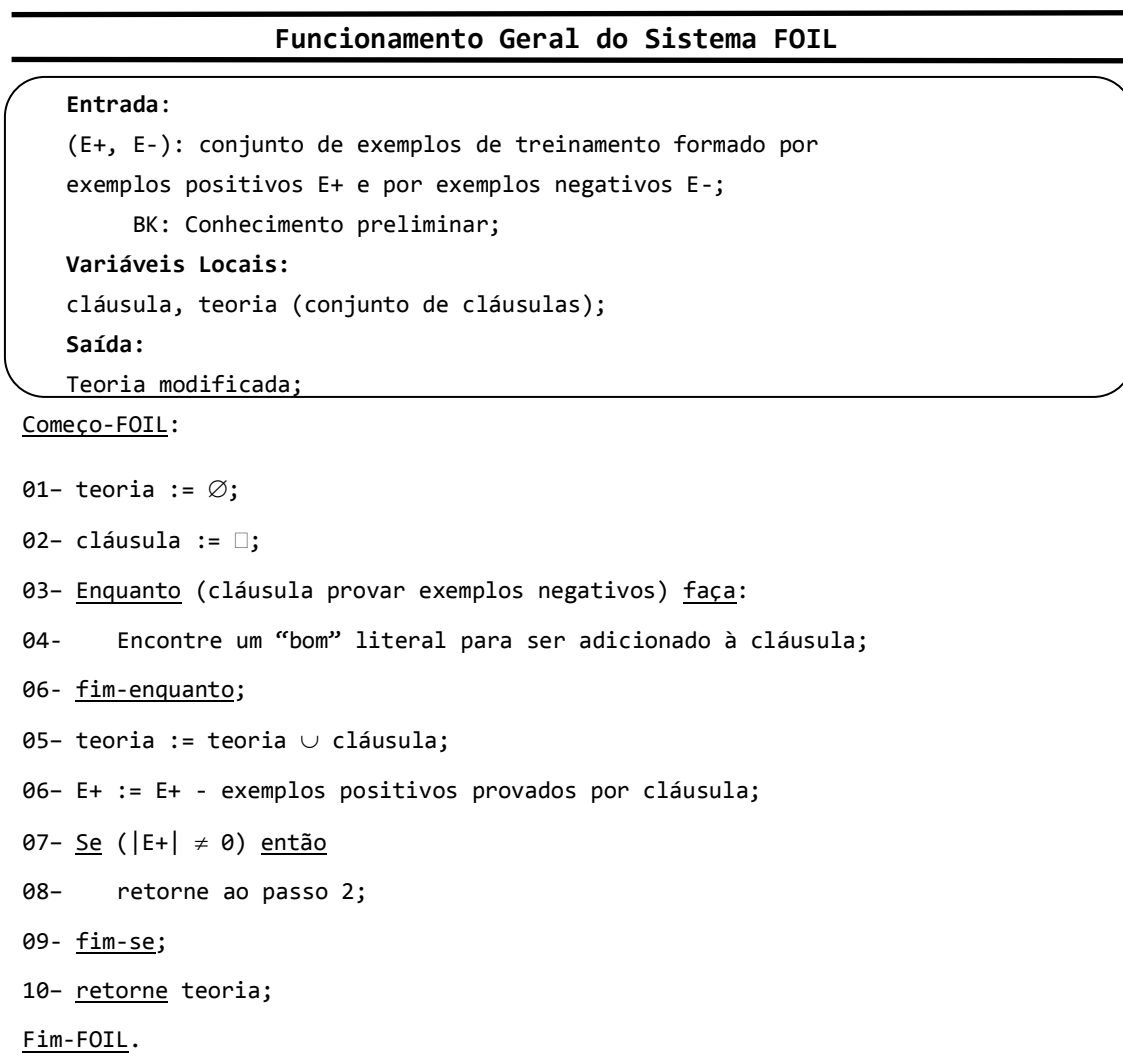 Funcionamento Geral do Sistema FOIL
Entrada:
(E+, E-): conjunto de exemplos de treinamento formado por
exemplos positivos E+ e por exemplos negativos E-;
BK: Conhecimento preliminar;
Variáveis Locais:
cláusula, teoria (conjunto de cláusulas);
Saída:
Teoria modificada;
Começo-FOIL:
01– teoria := ∅;
02– cláusula := □;
03– Enquanto (cláusula provar exemplos negativos) faça:
04- Encontre um “bom” literal para ser adicionado à cláusula;
06- fim-enquanto;
05– teoria := teoria ∪ cláusula;
06– E+ := E+ - exemplos positivos provados por cláusula;
07– Se (|E+| ≠ 0) então
08– retorne ao passo 2;
09- fim-se;
10– retorne teoria;
Fim-FOIL.